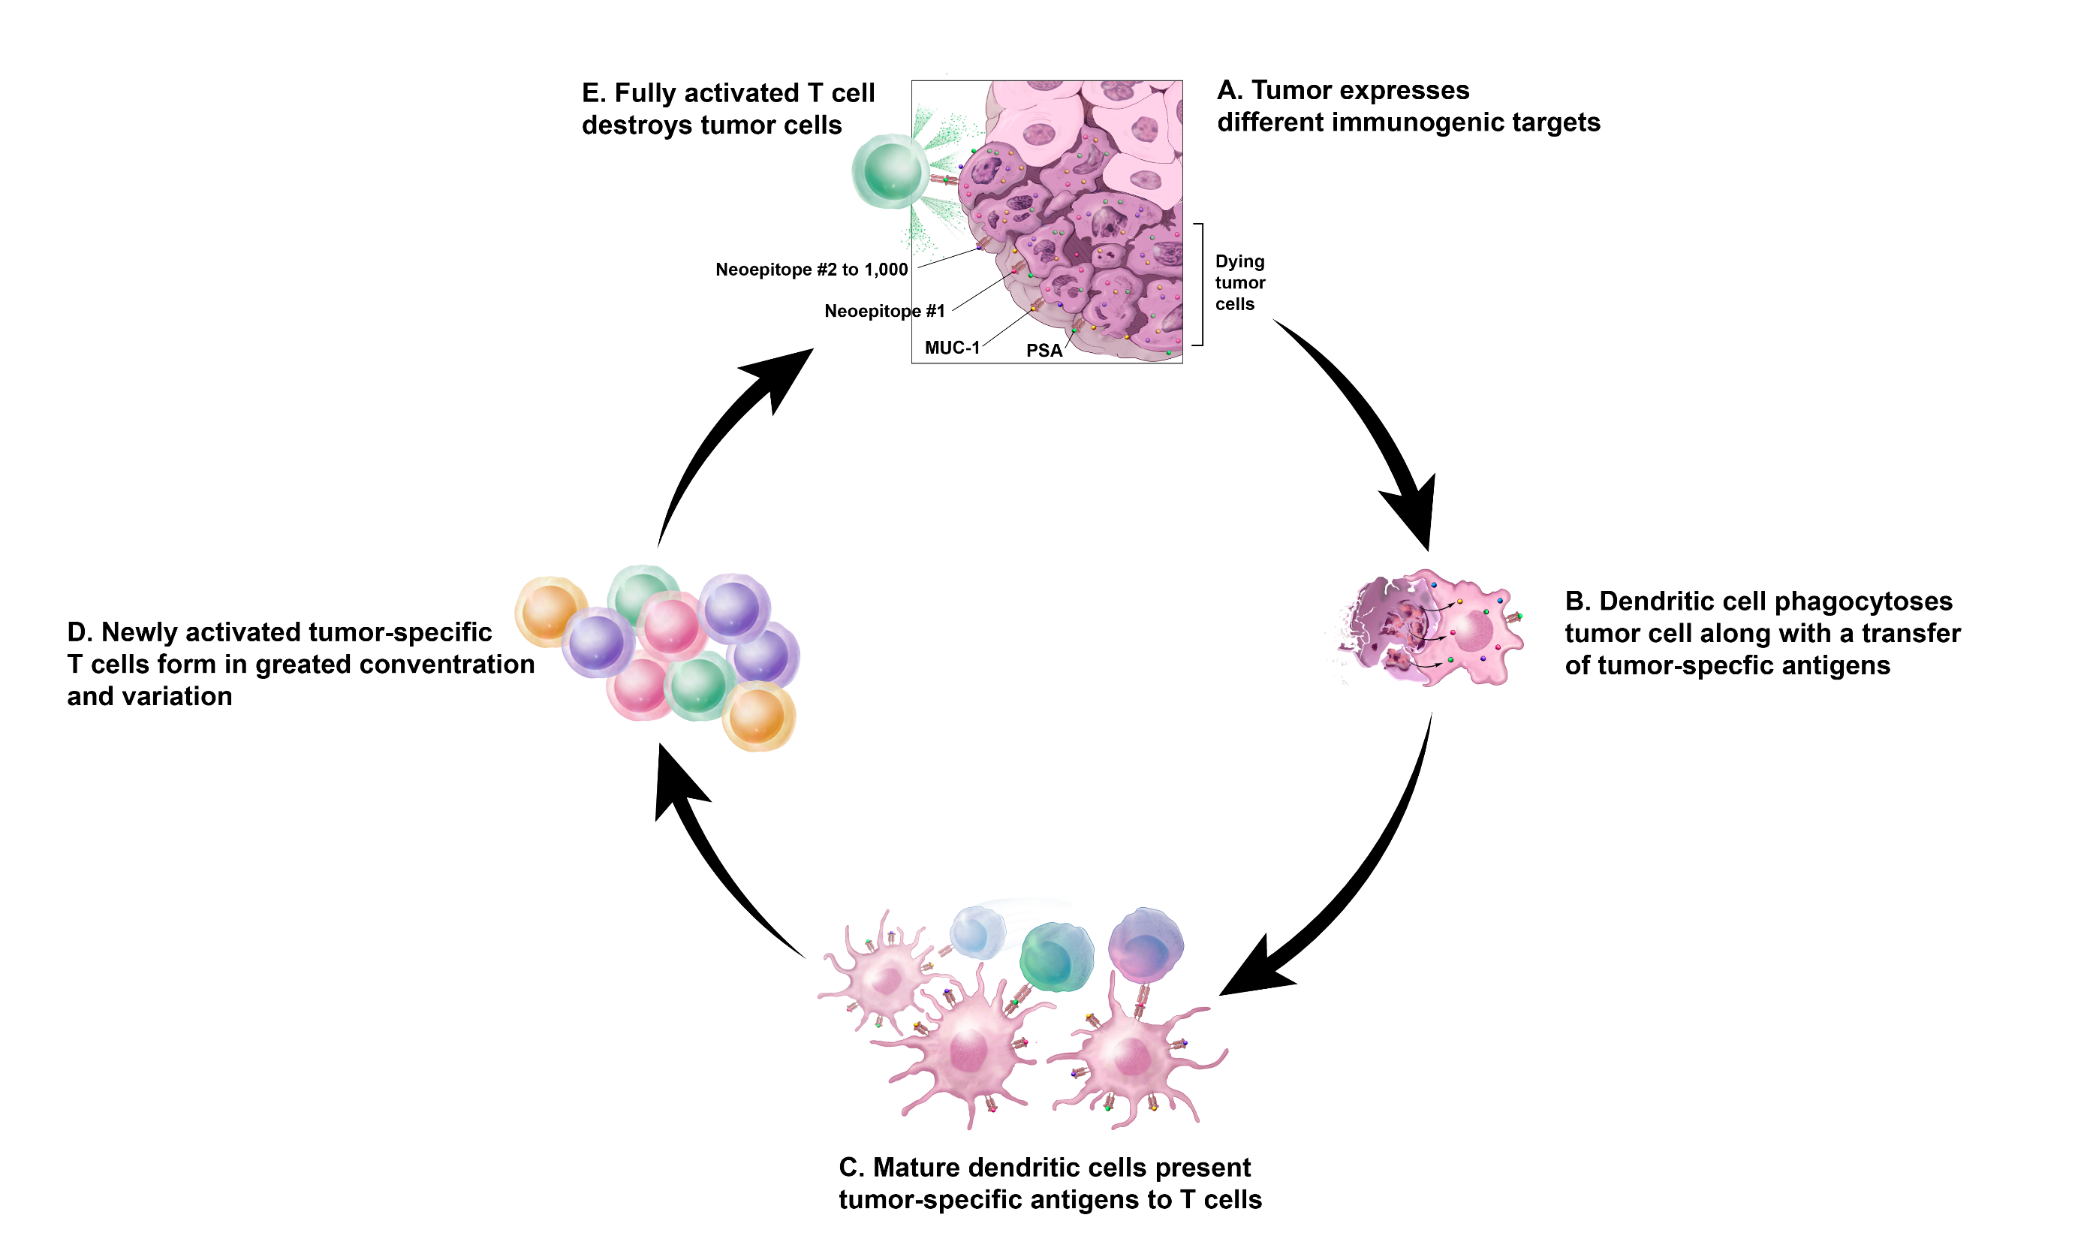 E. Fully activated T cell
destroys tumor cells
A. Tumor expresses
different immunogenic targets
Neoepitope #2 to 1,000
Neoepitope #1
MUC-1
PSA
Dying
tumor
cells
B. Dendritic cell phagocytoses
tumor cell along with a transfer
of tumor-specfic antigens
D. Newly activated tumor-specific
T cells form in greated conventration
and variation
C. Mature dendritic cells present
tumor-specific antigens to T cells